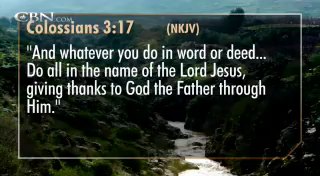 CBN.COM
Colossians 3:17 (NKJV)
"And whatever you do in word or deed...
Do all in the name of the Lord Jesus,
giving thanks to God the Father through
Him."